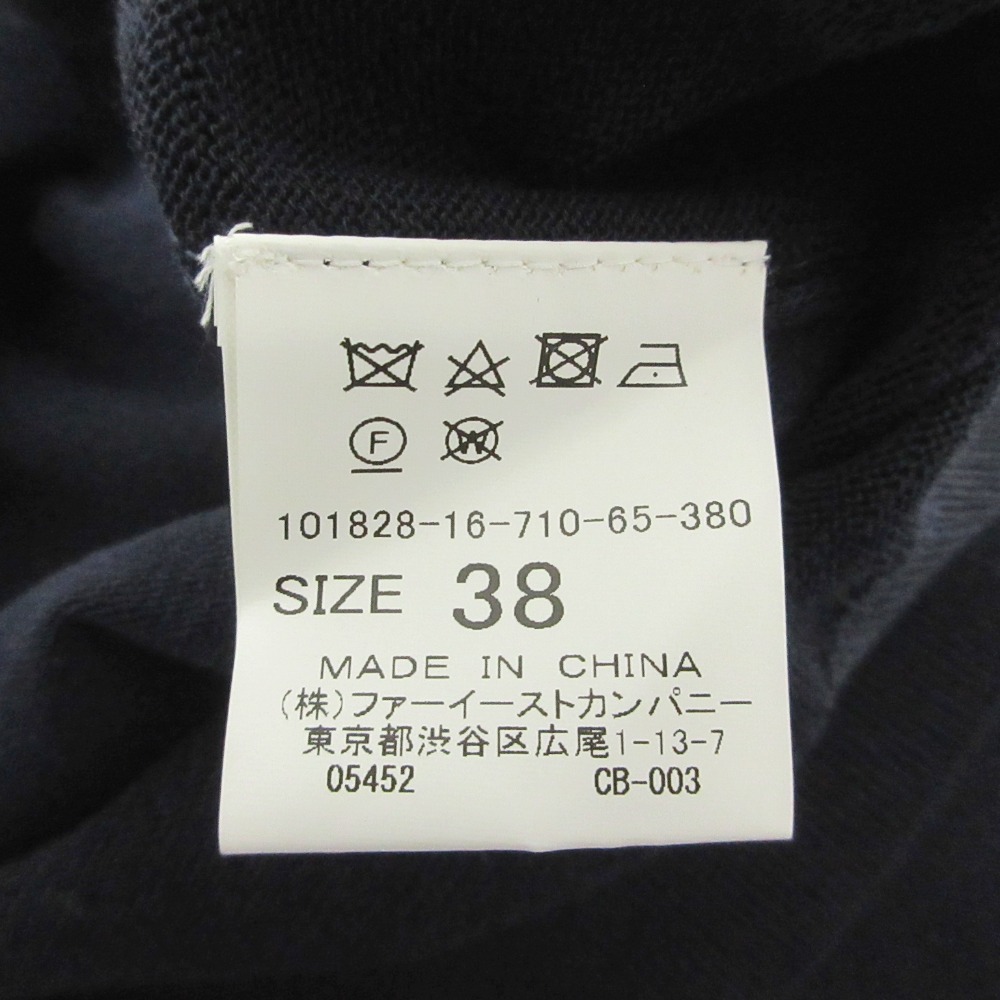 F W
101828-16-710-65-380
SIZE 38
MADE IN CHINA
(株)ファーイーストカンパニー
東京都渋谷区広尾1-13-7
05452 CB-003